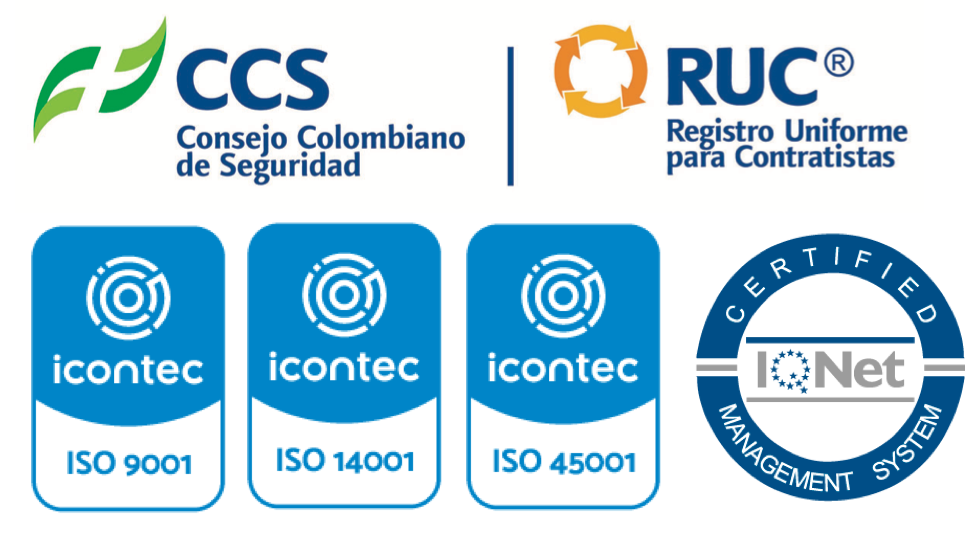 CCS
Consejo Colombiano
de Seguridad
RUC®
Registro Uniforme
para Contratistas
icontec
ISO 9001
icontec
ISO 14001
icontec
ISO 45001
CERTIFIED
IQNet
MANAGEMENT SYSTEM